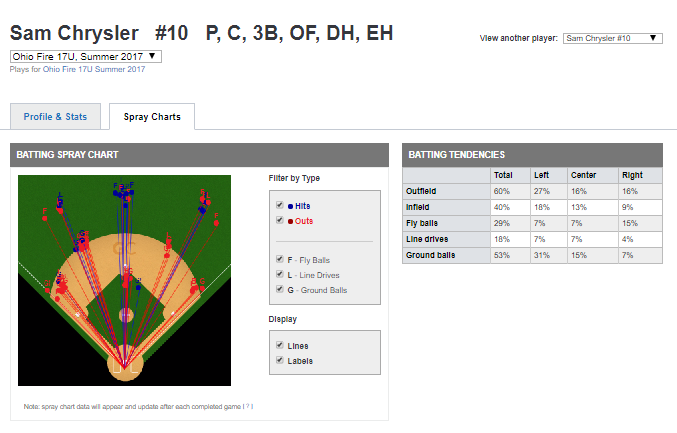 Sam Chrysler #10 P, C, 3B, OF, DH, EH
View another player: Sam Chrysler #10
Ohio Fire 17U, Summer 2017
Plays for Ohio Fire 17U Summer 2017
Profile & Stats Spray Charts
BATTING SPRAY CHART
Filter by Type
Hits
Outs
F - Fly Balls
L - Line Drives
G - Ground Balls
Display
Lines
Labels
Note: spray chart data will appear and update after each completed game [ ? ]
BATTING TENDENCIES
Total Left Center Right
Outfield 60% 27% 16% 16%
Infield 40% 18% 13% 9%
Fly balls 29% 7% 7% 15%
Line drives 18% 7% 7% 4%
Ground balls 53% 31% 15% 7%